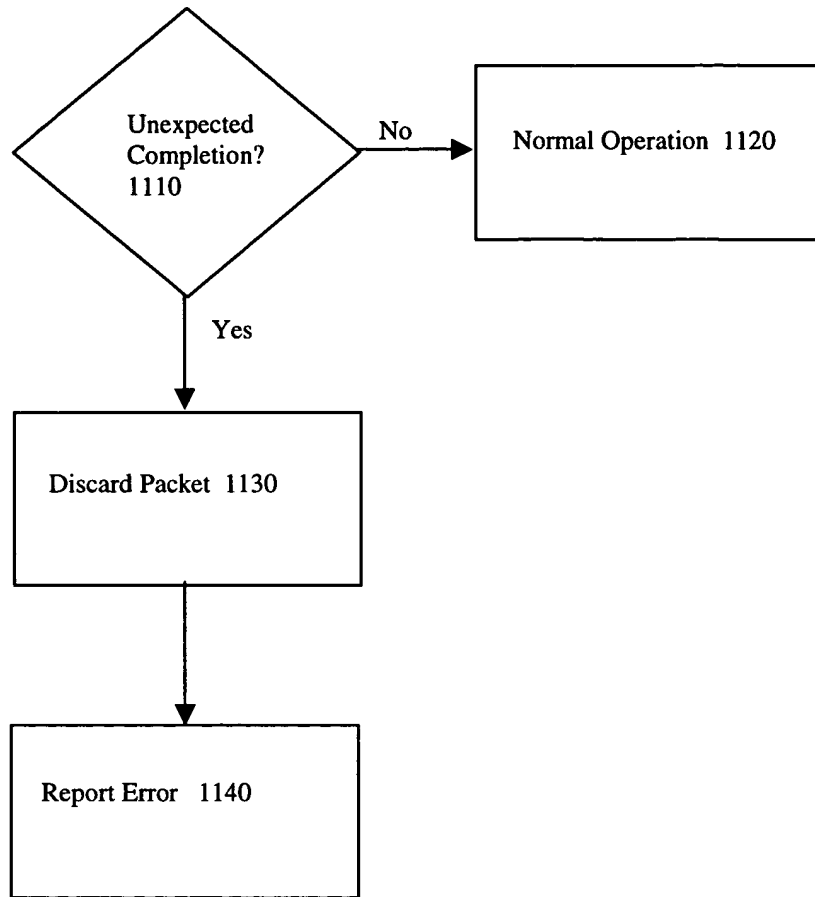 Unexpected
Completion?
1110
No
Normal Operation 1120
Yes
Discard Packet 1130
Report Error 1140